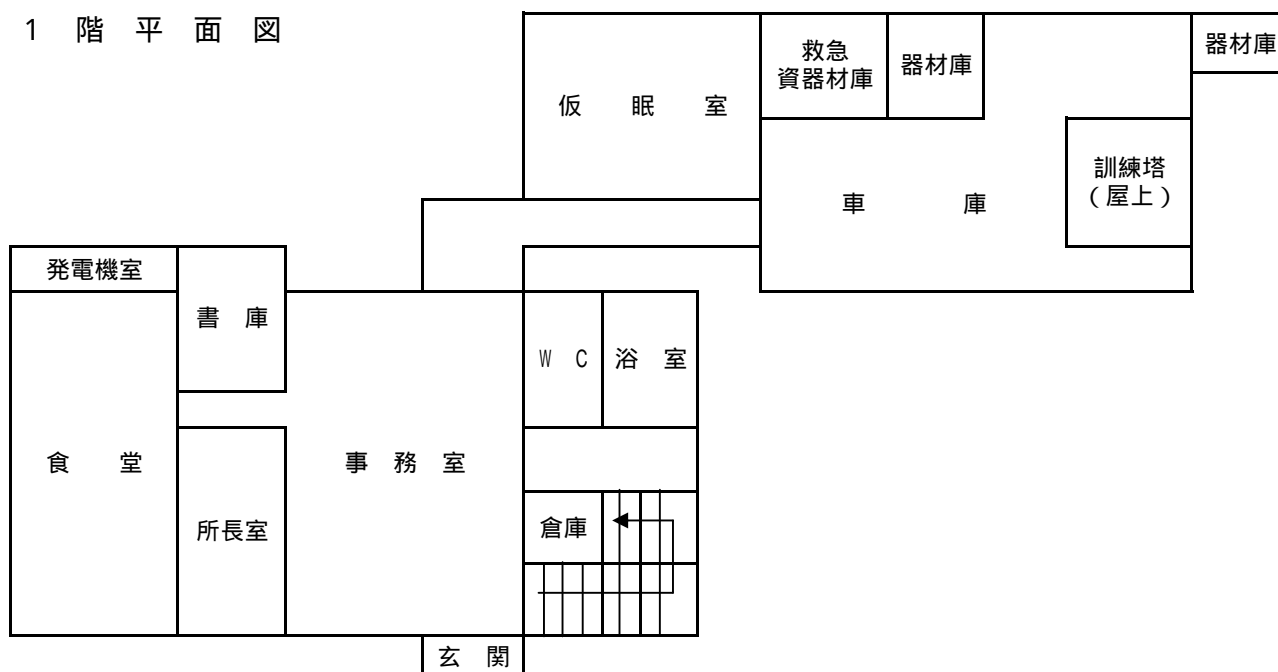 1 階 平 面 図
仮 眠 室
救急
資器材庫
器材庫
器材庫
訓練塔
(屋上)
車 庫
発電機室
書 庫
W C
浴 室
食 堂
所長室
事 務 室
倉庫
玄 関